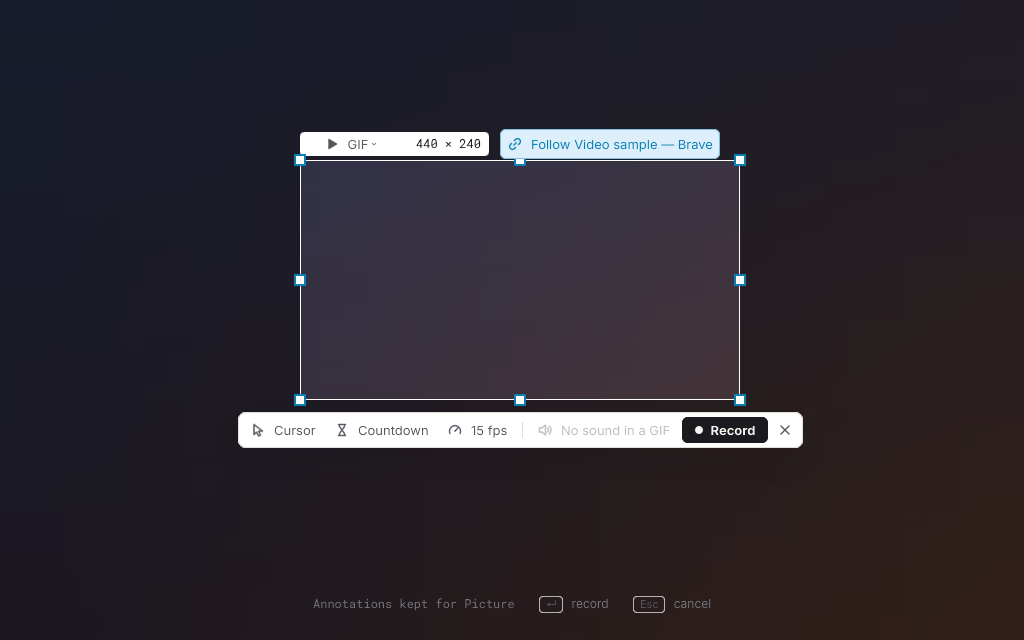 GIF 440 × 240 Follow Video sample — Brave
Cursor Countdown 15 fps No sound in a GIF Record
Annotations kept for Picture ↵ record Esc cancel